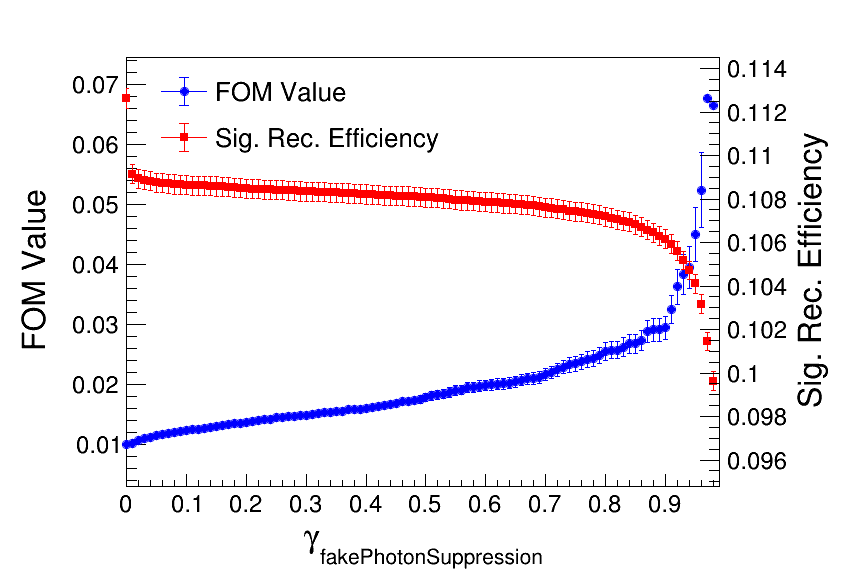 FOM Value
Sig. Rec. Efficiency
0.07
0.06
0.05
0.04
0.03
0.02
0.01
FOM Value
0.114
0.112
0.11
0.108
0.106
0.104
0.102
0.1
0.098
0.096
Sig. Rec. Efficiency
0 0.1 0.2 0.3 0.4 0.5 0.6 0.7 0.8 0.9
γfakePhotonSuppression